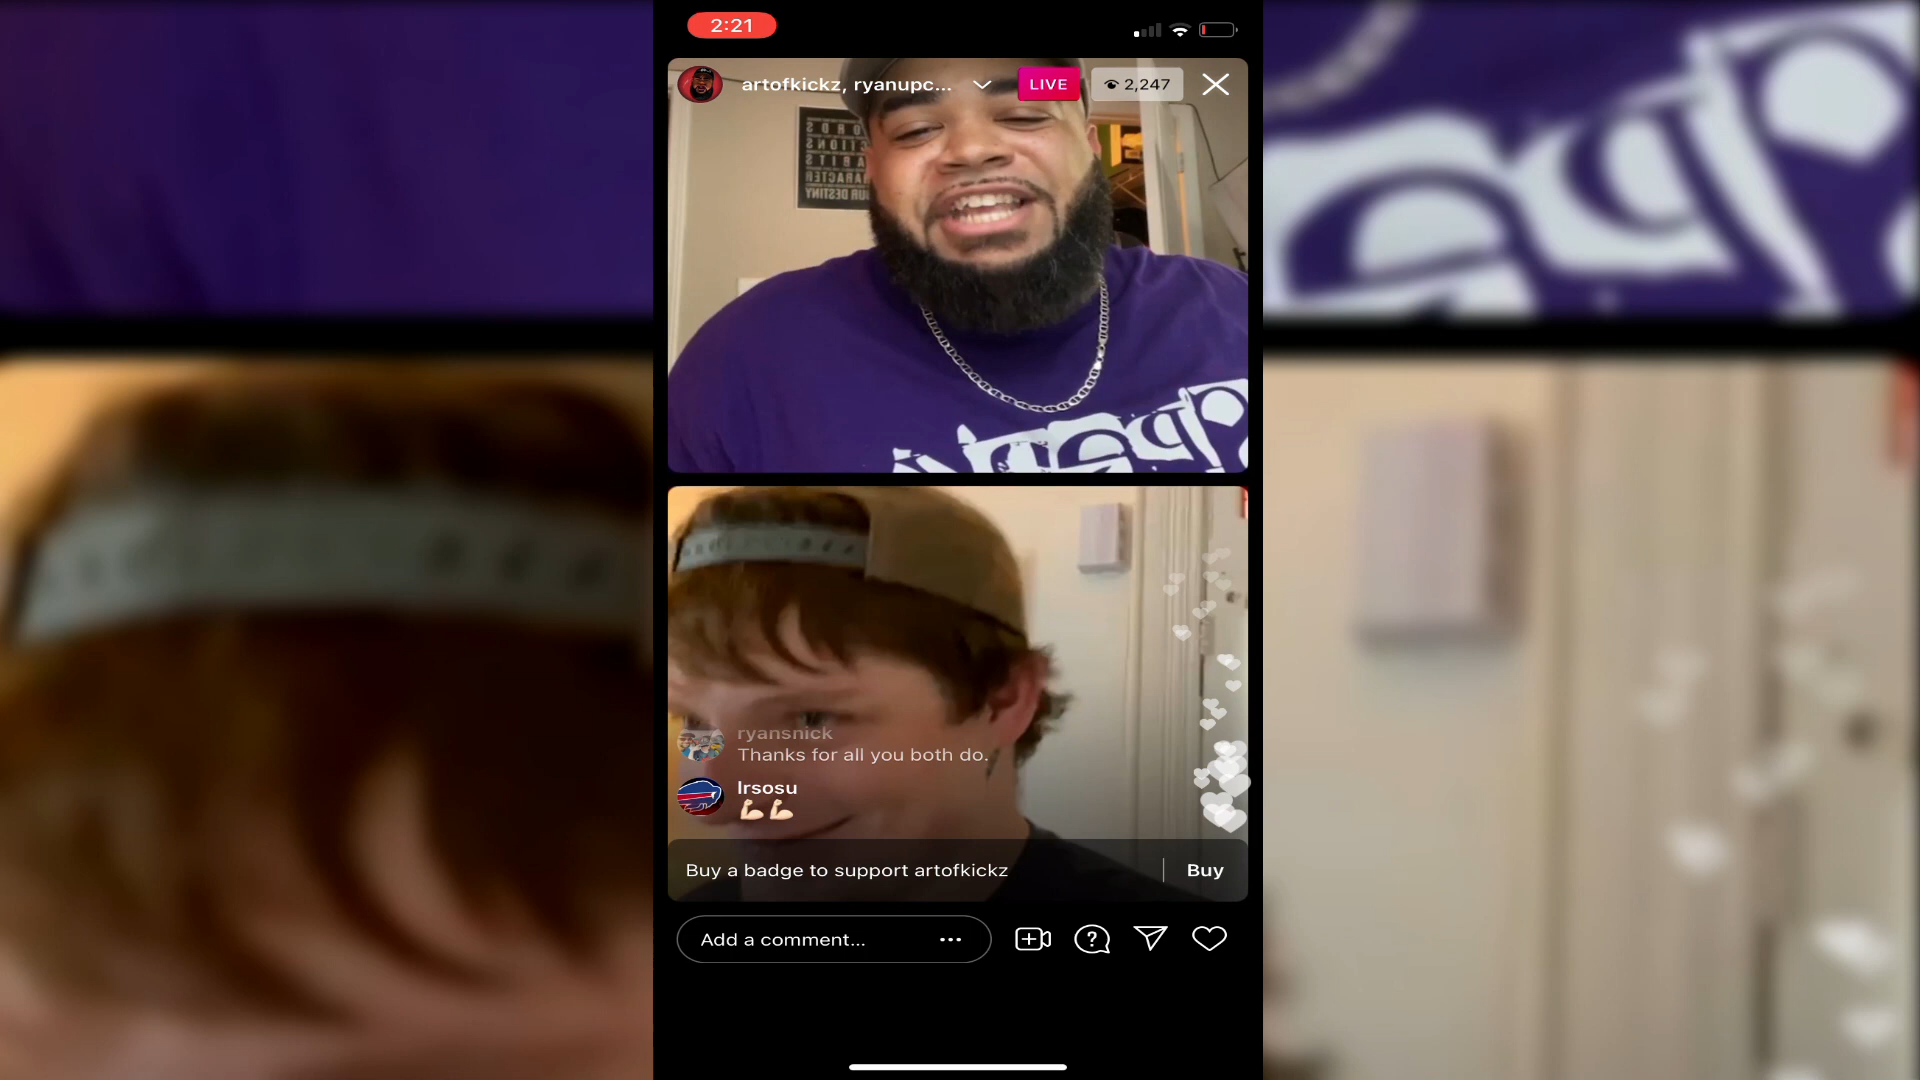 2:21
artofkickz, ryanupc...
LIVE
2,247
ryansnick
Thanks for all you both do.
lrsosu
💪🏻💪🏻
Buy a badge to support artofkickz
Buy
Add a comment...